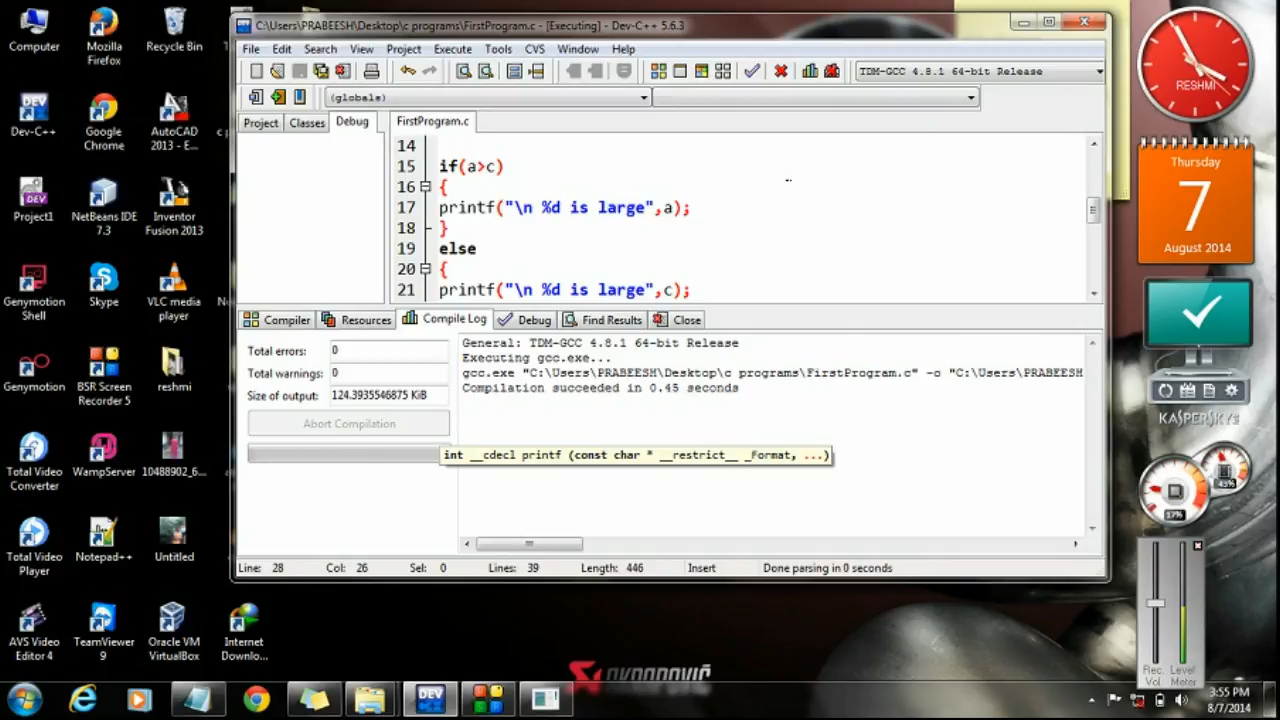 C:\Users\PRABEESH\Desktop\c programs\FirstProgram.c - [Executing] - Dev-C++ 5.6.3
File Edit Search View Project Execute Tools CVS Window Help
TDM-GCC 4.8.1 64-bit Release
(globals)
Project Classes Debug FirstProgram.c
14
15 if(a>c)
16 {
17 printf("\n %d is large",a);
18 }
19 else
20 {
21 printf("\n %d is large",c);
Compiler Resources Compile Log Debug Find Results Close
Total errors: 0
Total warnings: 0
Size of output: 124.3935546875 KiB
Abort Compilation
General: TDM-GCC 4.8.1 64-bit Release
Executing gcc.exe...
gcc.exe "C:\Users\PRABEESH\Desktop\c programs\FirstProgram.c" -o "C:\Users\PRABEESH
Compilation succeeded in 0.45 seconds
int __cdecl printf (const char * __restrict__ _Format, ...)
Line: 28 Col: 26 Sel: 0 Lines: 39 Length: 446 Insert Done parsing in 0 seconds
Computer
Mozilla
Firefox
Recycle Bin
Dev-C++
Google
Chrome
AutoCAD
2013 - E...
Project1
NetBeans IDE
7.3
Inventor
Fusion 2013
Genymotion
Shell
Skype
VLC media
player
Genymotion
BSR Screen
Recorder 5
reshmi
Total Video
Converter
WampServer
10488902_6...
Total Video
Player
Notepad++
Untitled
AVS Video
Editor 4
TeamViewer
9
Oracle VM
VirtualBox
Internet
Downlo...
RESHMI
Thursday
7
August 2014
KASPERSKY
43%
17%
Rec. Vol
Level Meter
DEV
3:55 PM
8/7/2014